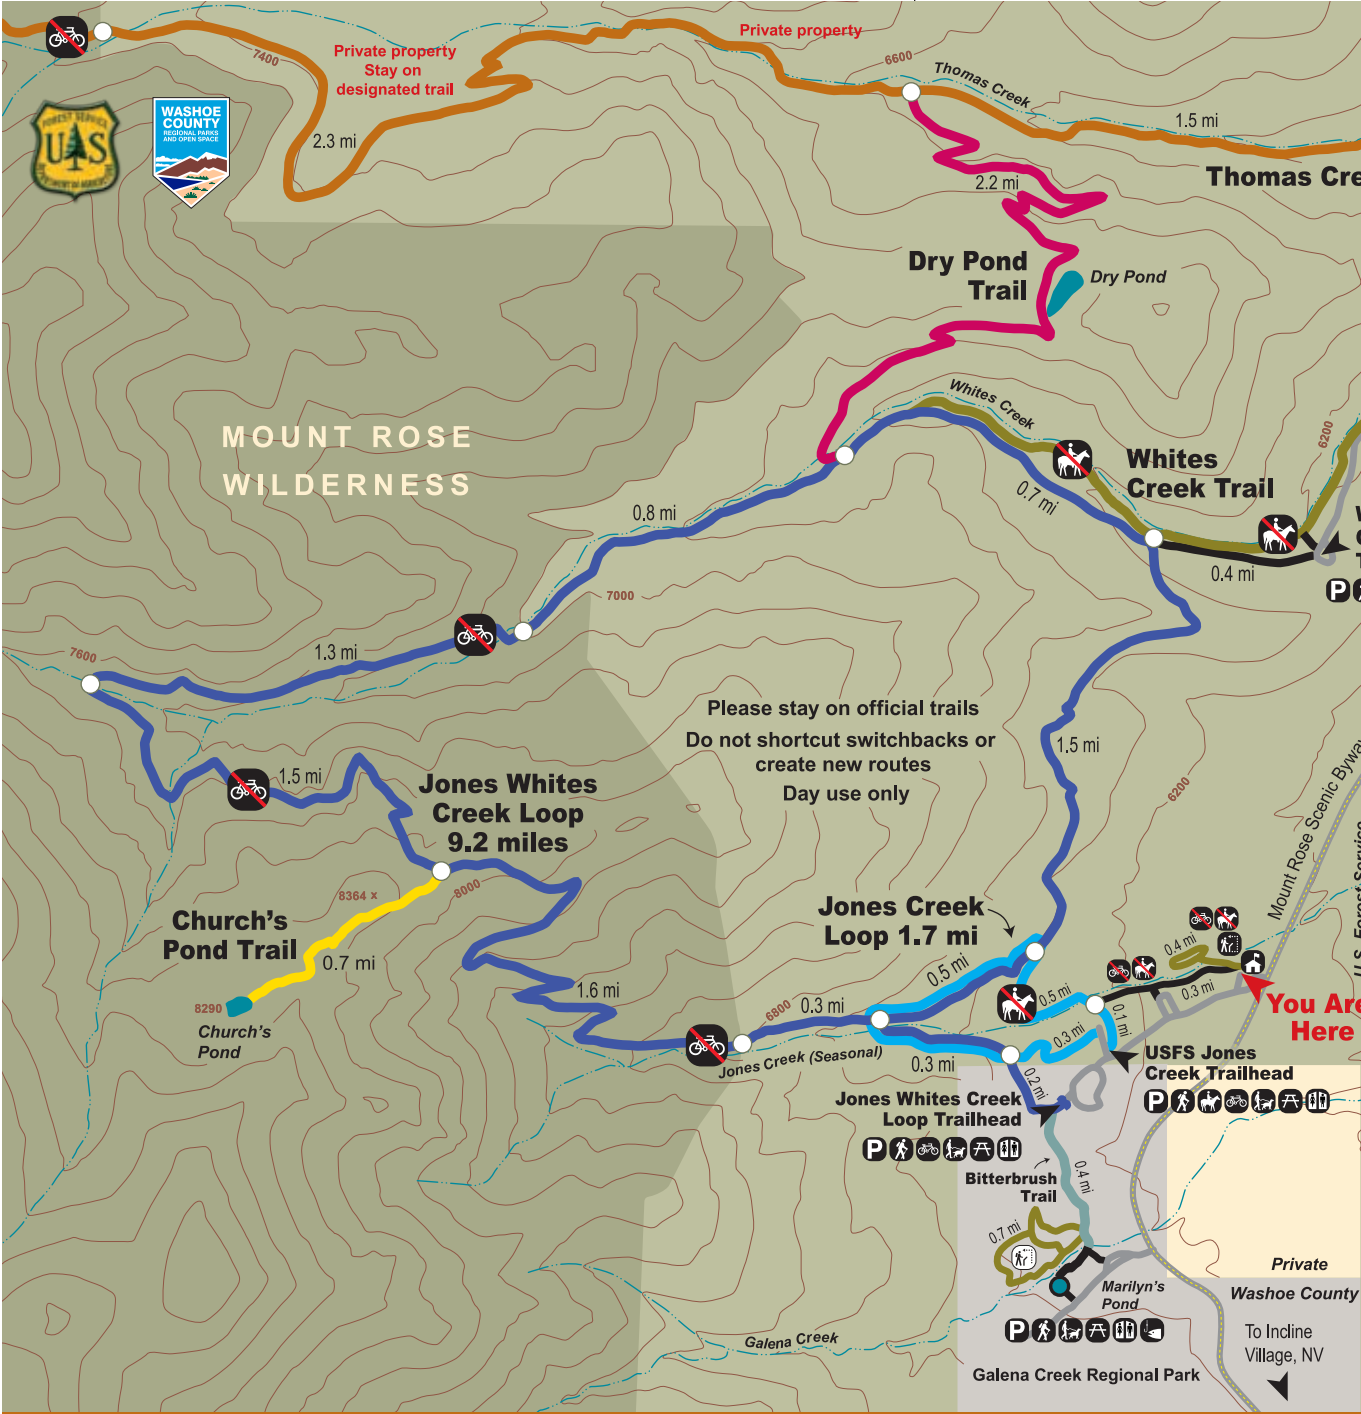 Private property
Private property
Stay on
designated trail
7400
6600
Thomas Creek
1.5 mi
FOREST SERVICE
US
DEPARTMENT OF AGRICULTURE
WASHOE
COUNTY
REGIONAL PARKS
AND OPEN SPACE
2.3 mi
2.2 mi
Thomas Cre
Dry Pond
Trail
Dry Pond
Whites Creek
6200
MOUNT ROSE
WILDERNESS
Whites
Creek Trail
0.7 mi
0.8 mi
0.4 mi
P
7000
1.3 mi
7600
Please stay on official trails
Do not shortcut switchbacks or
create new routes
Day use only
1.5 mi
6200
Mount Rose Scenic Byway
1.5 mi
Jones Whites
Creek Loop
9.2 miles
8364 x
8000
Church's
Pond Trail
0.7 mi
8290
Church's
Pond
Jones Creek
Loop 1.7 mi
0.5 mi
0.4 mi
U.S. Forest Service
1.6 mi
6800
0.3 mi
0.5 mi
0.3 mi
0.1 mi
You Are
Here
Jones Creek (Seasonal)
0.3 mi
0.3 mi
USFS Jones
Creek Trailhead
P
0.2 mi
Jones Whites Creek
Loop Trailhead
P
Bitterbrush
Trail
0.4 mi
0.7 mi
Private
Marilyn's
Pond
Washoe County
P
Galena Creek
To Incline
Village, NV
Galena Creek Regional Park